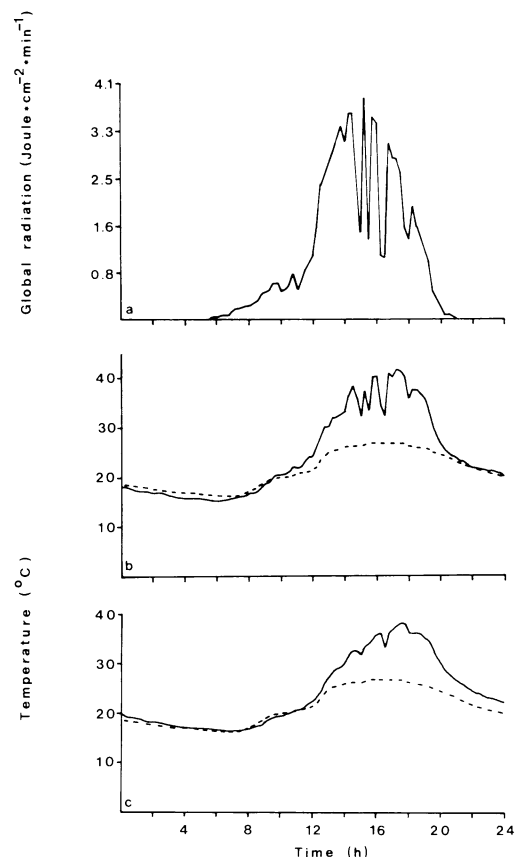 Global radiation (Joule•cm⁻²•min⁻¹)
4.1
3.3
2.5
1.6
0.8
a
40
30
20
10
b
Temperature (°C)
40
30
20
10
c
4 8 12 16 20 24
Time (h)